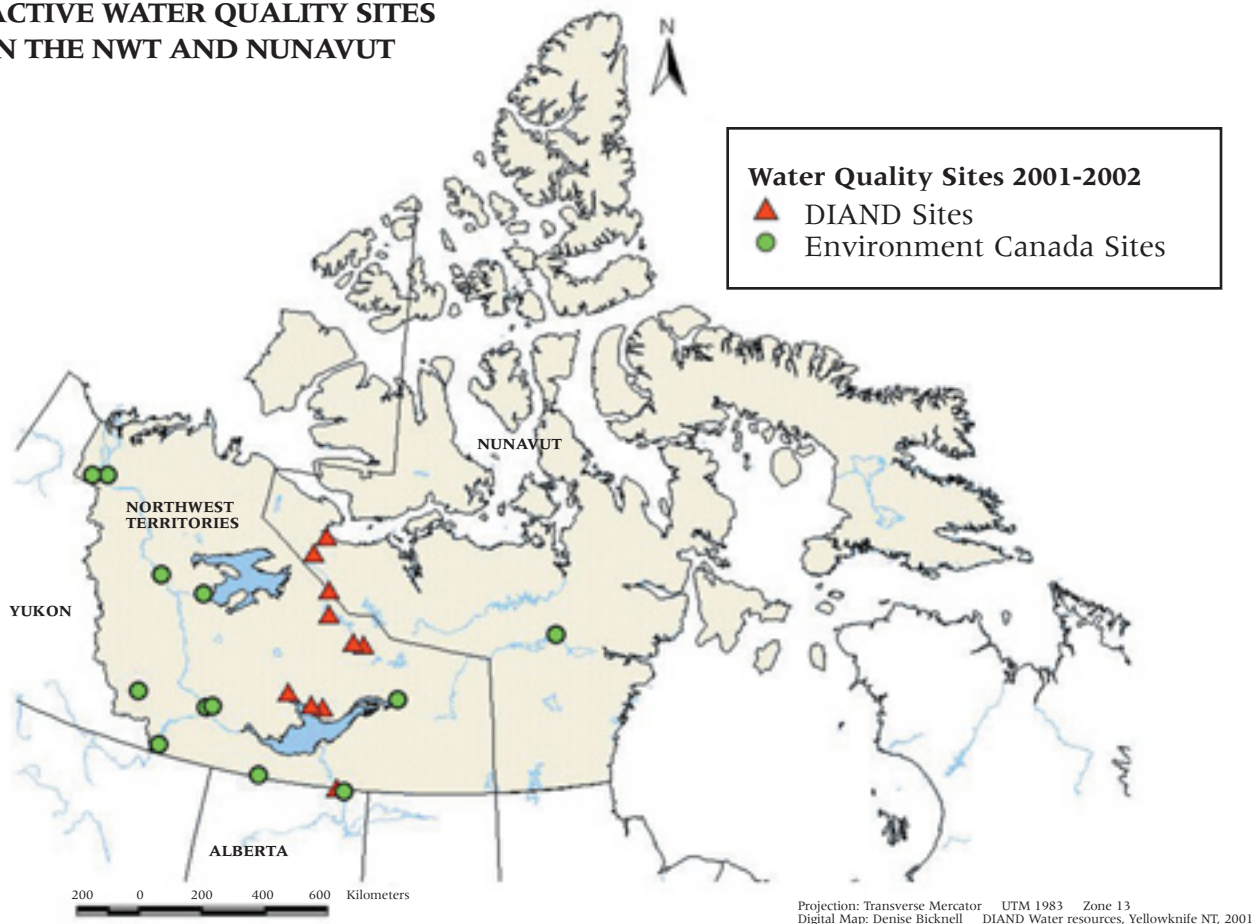 ACTIVE WATER QUALITY SITES
N THE NWT AND NUNAVUT
N
Water Quality Sites 2001-2002
DIAND Sites
Environment Canada Sites
NUNAVUT
NORTHWEST
TERRITORIES
YUKON
ALBERTA
200 0 200 400 600 Kilometers
Projection: Transverse Mercator UTM 1983 Zone 13
Digital Map: Denise Bicknell DIAND Water resources, Yellowknife NT, 2001